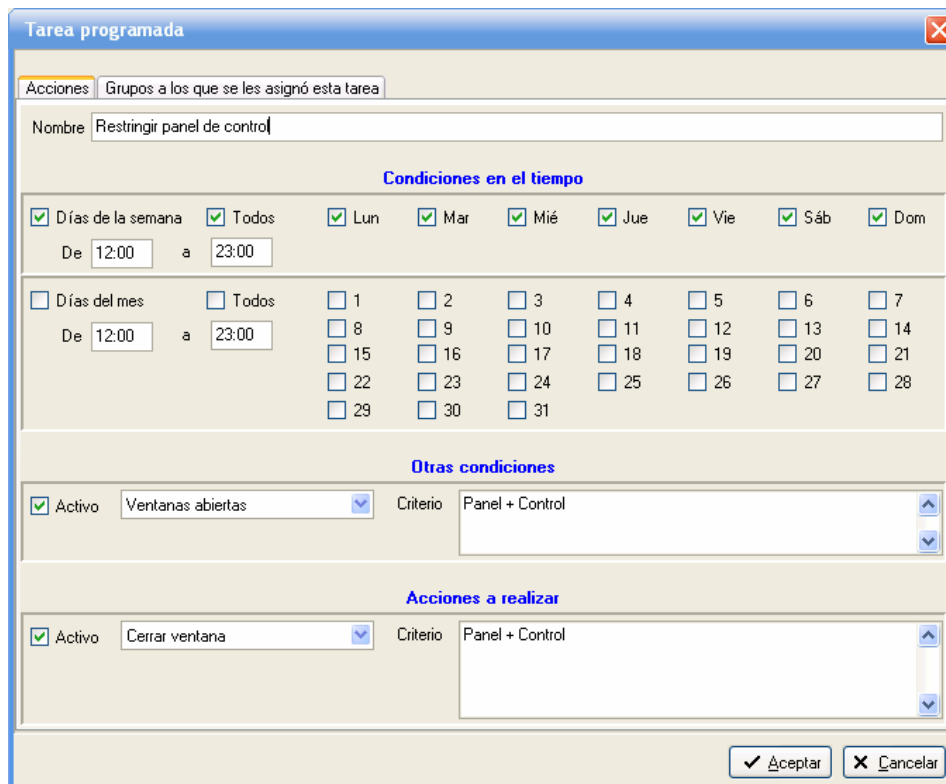 Tarea programada
Acciones Grupos a los que se les asignó esta tarea
Nombre Restringir panel de control
Condiciones en el tiempo
Días de la semana Todos Lun Mar Mié Jue Vie Sáb Dom
De 12:00 a 23:00
Días del mes Todos 1 2 3 4 5 6 7
De 12:00 a 23:00 8 9 10 11 12 13 14
15 16 17 18 19 20 21
22 23 24 25 26 27 28
29 30 31
Otras condiciones
Activo Ventanas abiertas Criterio Panel + Control
Acciones a realizar
Activo Cerrar ventana Criterio Panel + Control
Aceptar Cancelar